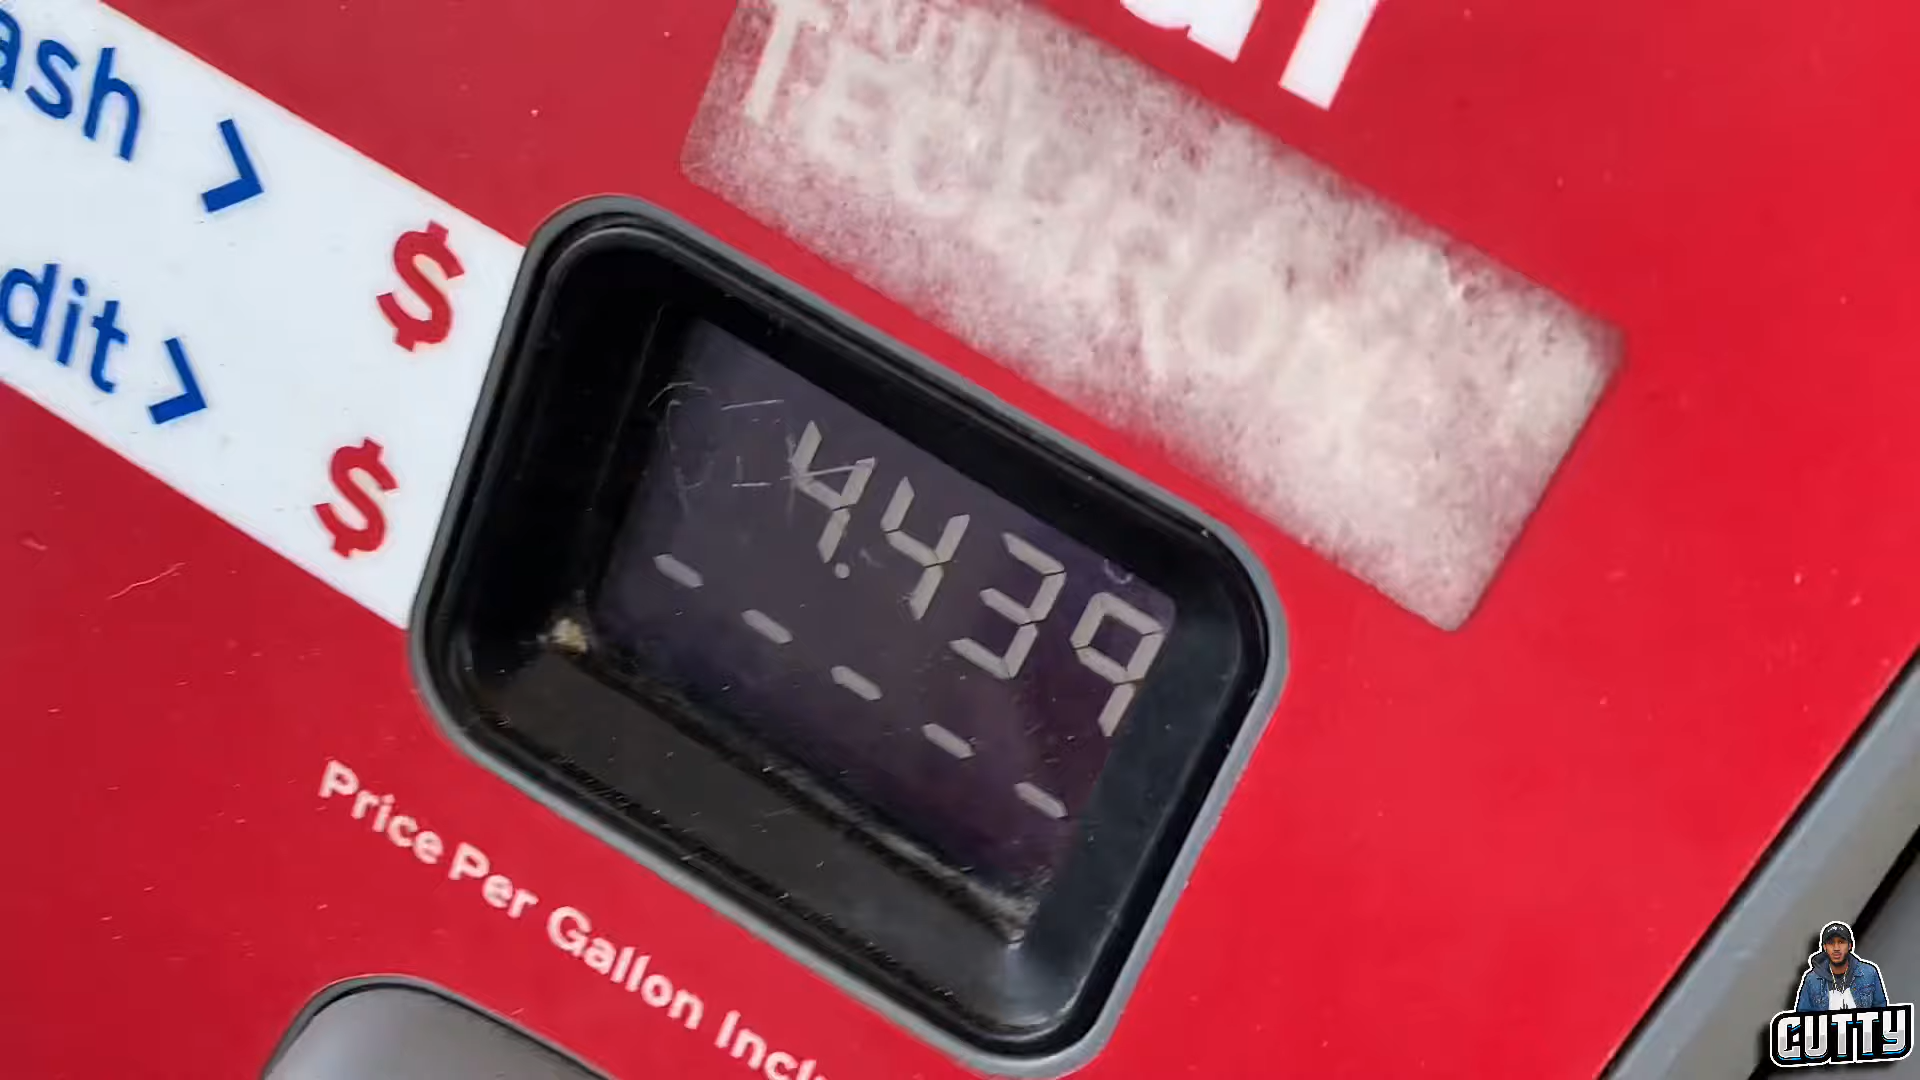 ash > $
dit> $
4.439
- - - - -
Price Per Gallon Incl
CUTTY